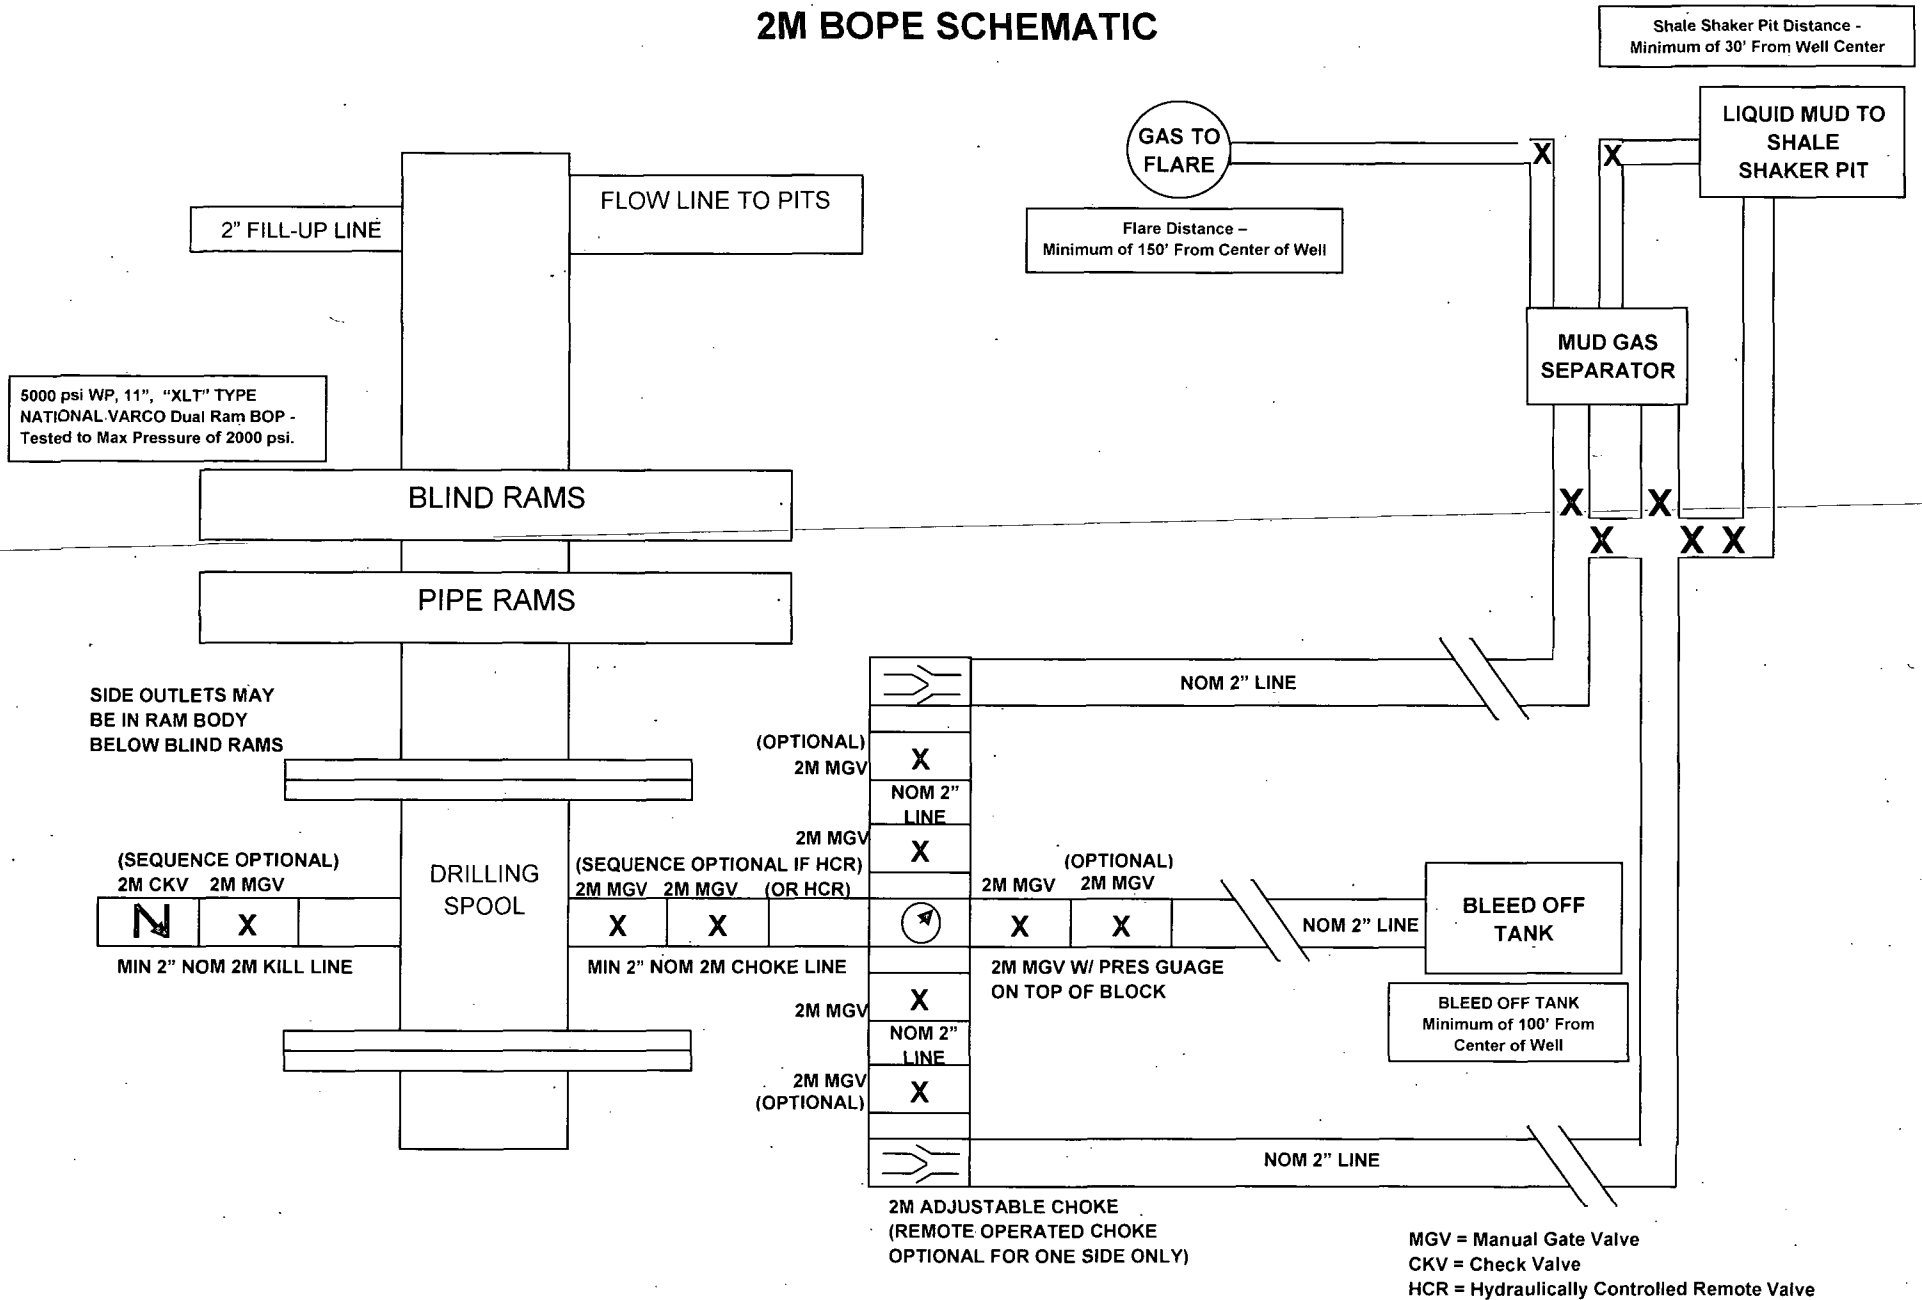 2M BOPE SCHEMATIC
Shale Shaker Pit Distance -
Minimum of 30' From Well Center
GAS TO
FLARE
X
X
LIQUID MUD TO
SHALE
SHAKER PIT
FLOW LINE TO PITS
2" FILL-UP LINE
Flare Distance –
Minimum of 150' From Center of Well
MUD GAS
SEPARATOR
5000 psi WP, 11", "XLT" TYPE
NATIONAL VARCO Dual Ram BOP -
Tested to Max Pressure of 2000 psi.
BLIND RAMS
X
X
X
X X
PIPE RAMS
NOM 2" LINE
SIDE OUTLETS MAY
BE IN RAM BODY
BELOW BLIND RAMS
(OPTIONAL)
2M MGV
X
NOM 2"
LINE
2M MGV
X
(SEQUENCE OPTIONAL)
2M CKV 2M MGV
X
MIN 2" NOM 2M KILL LINE
DRILLING
SPOOL
(SEQUENCE OPTIONAL IF HCR)
2M MGV 2M MGV (OR HCR)
X X
MIN 2" NOM 2M CHOKE LINE
(OPTIONAL)
2M MGV 2M MGV
X X
NOM 2" LINE
2M MGV W/ PRES GUAGE
ON TOP OF BLOCK
BLEED OFF
TANK
BLEED OFF TANK
Minimum of 100' From
Center of Well
2M MGV
X
NOM 2"
LINE
2M MGV
(OPTIONAL)
X
NOM 2" LINE
2M ADJUSTABLE CHOKE
(REMOTE OPERATED CHOKE
OPTIONAL FOR ONE SIDE ONLY)
MGV = Manual Gate Valve
CKV = Check Valve
HCR = Hydraulically Controlled Remote Valve